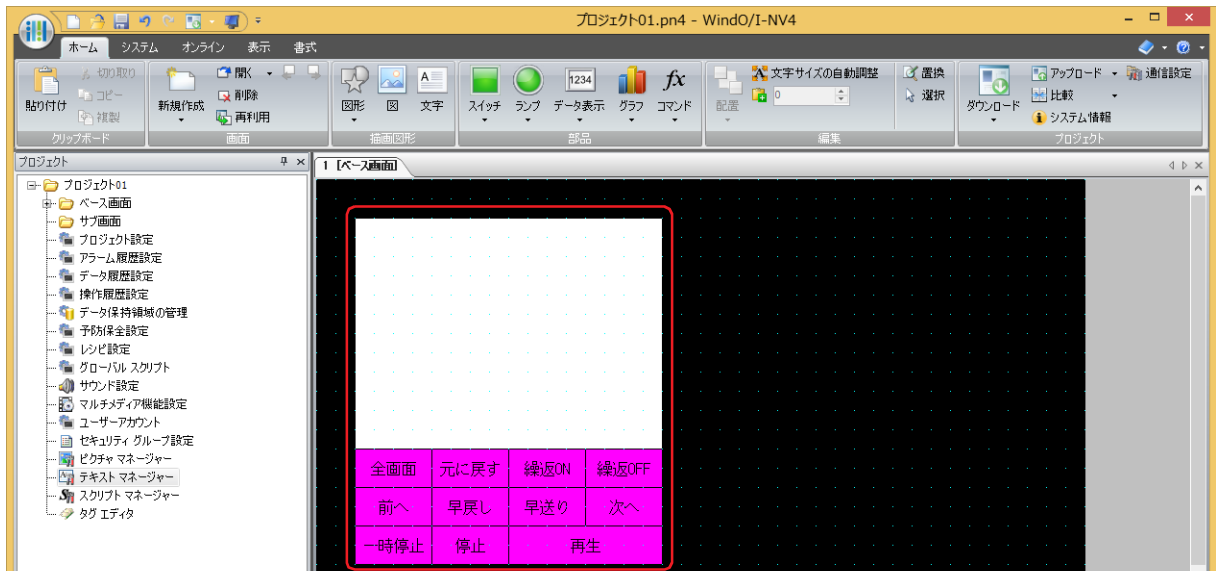 プロジェクト01.pn4 - WindO/I-NV4
ホーム システム オンライン 表示 書式
貼り付け
切り取り
コピー
複製
クリップボード
新規作成
開く
削除
再利用
画面
図形
図
A
文字
描画図形
スイッチ
ランプ
1234
データ表示
グラフ
fx
コマンド
部品
配置
文字サイズの自動調整
0
置換
選択
編集
ダウンロード
アップロード
比較
システム情報
通信設定
プロジェクト
プロジェクト
1 [ベース画面]
プロジェクト01
ベース画面
サブ画面
プロジェクト設定
アラーム履歴設定
データ履歴設定
操作履歴設定
データ保持領域の管理
予防保全設定
レシピ設定
グローバル スクリプト
サウンド設定
マルチメディア機能設定
ユーザーアカウント
セキュリティ グループ設定
ピクチャ マネージャー
テキスト マネージャー
スクリプト マネージャー
タグ エディタ
全画面 元に戻す 繰返ON 繰返OFF
前へ 早戻し 早送り 次へ
一時停止 停止 再生